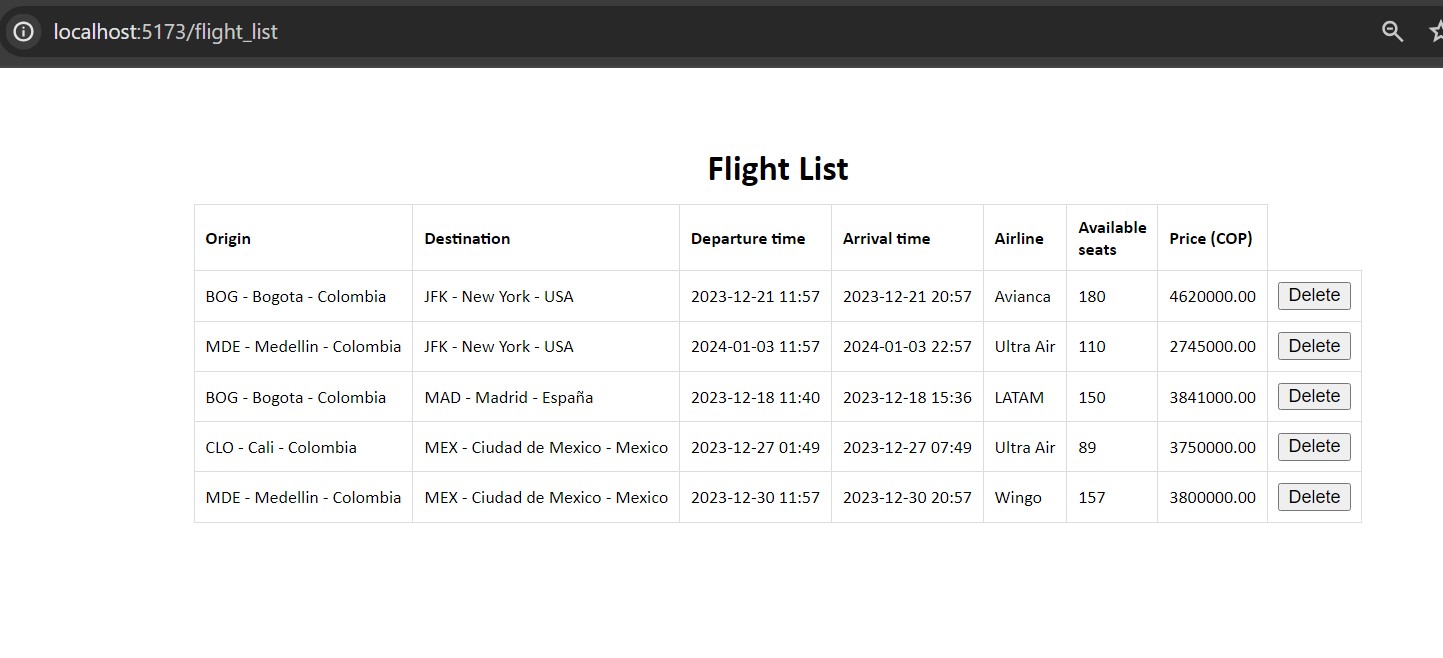 localhost:5173/flight_list
Flight List
Origin Destination Departure time Arrival time Airline Available seats Price (COP)
BOG - Bogota - Colombia JFK - New York - USA 2023-12-21 11:57 2023-12-21 20:57 Avianca 180 4620000.00 Delete
MDE - Medellin - Colombia JFK - New York - USA 2024-01-03 11:57 2024-01-03 22:57 Ultra Air 110 2745000.00 Delete
BOG - Bogota - Colombia MAD - Madrid - España 2023-12-18 11:40 2023-12-18 15:36 LATAM 150 3841000.00 Delete
CLO - Cali - Colombia MEX - Ciudad de Mexico - Mexico 2023-12-27 01:49 2023-12-27 07:49 Ultra Air 89 3750000.00 Delete
MDE - Medellin - Colombia MEX - Ciudad de Mexico - Mexico 2023-12-30 11:57 2023-12-30 20:57 Wingo 157 3800000.00 Delete